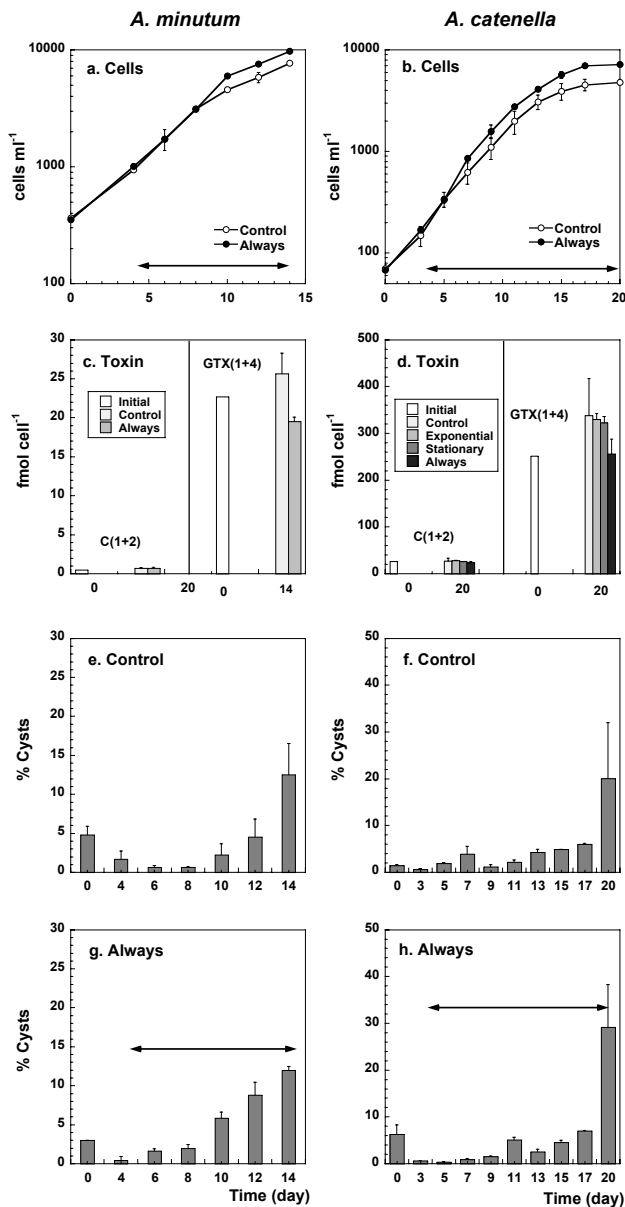 A. minutum
A. catenella
a. Cells
10000
1000
100
cells ml-1
Control
Always
0 5 10 15
b. Cells
10000
1000
100
cells ml-1
Control
Always
0 5 10 15 20
c. Toxin
30
25
20
15
10
5
0
fmol cell-1
Initial
Control
Always
GTX(1+4)
C(1+2)
0 20 0 14
d. Toxin
500
400
300
200
100
0
fmol cell-1
Initial
Control
Exponential
Stationary
Always
GTX(1+4)
C(1+2)
0 20 0 20
e. Control
30
25
20
15
10
5
0
% Cysts
0 4 6 8 10 12 14
f. Control
50
40
30
20
10
0
% Cysts
0 3 5 7 9 11 13 15 17 20
g. Always
30
25
20
15
10
5
0
% Cysts
0 4 6 8 10 12 14
Time (day)
h. Always
50
40
30
20
10
0
% Cysts
0 3 5 7 9 11 13 15 17 20
Time (day)